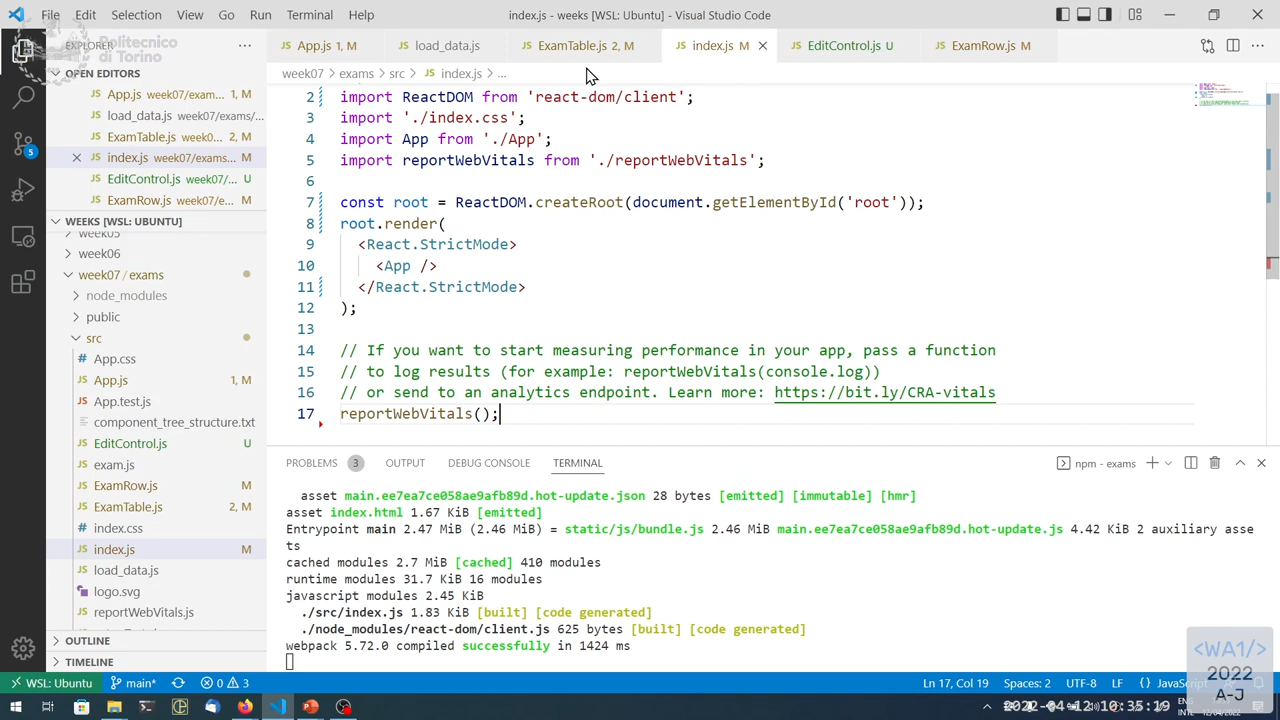 File Edit Selection View Go Run Terminal Help
index.js - weeks [WSL: Ubuntu] - Visual Studio Code
Politecnico
di Torino
EXPLORER
OPEN EDITORS
App.js week07/exam... 1, M
load_data.js week07/exams/...
ExamTable.js week0... 2, M
index.js week07/exams... M
EditControl.js week07/... U
ExamRow.js week07/e... M
WEEKS [WSL: UBUNTU]
week05
week06
week07 / exams
node_modules
public
src
App.css
App.js 1, M
App.test.js
component_tree_structure.txt
EditControl.js U
exam.js
ExamRow.js M
ExamTable.js 2, M
index.css
index.js M
load_data.js
logo.svg
reportWebVitals.js
OUTLINE
TIMELINE
App.js 1, M load_data.js ExamTable.js 2, M index.js M EditControl.js U ExamRow.js M
week07 > exams > src > index.js > ...
2 import ReactDOM from 'react-dom/client';
3 import './index.css';
4 import App from './App';
5 import reportWebVitals from './reportWebVitals';
6
7 const root = ReactDOM.createRoot(document.getElementById('root'));
8 root.render(
9 <React.StrictMode>
10 <App />
11 </React.StrictMode>
12 );
13
14 // If you want to start measuring performance in your app, pass a function
15 // to log results (for example: reportWebVitals(console.log))
16 // or send to an analytics endpoint. Learn more: https://bit.ly/CRA-vitals
17 reportWebVitals();
PROBLEMS 3 OUTPUT DEBUG CONSOLE TERMINAL npm - exams
asset main.ee7ea7ce058ae9afb89d.hot-update.json 28 bytes [emitted] [immutable] [hmr]
asset index.html 1.67 KiB [emitted]
Entrypoint main 2.47 MiB (2.46 MiB) = static/js/bundle.js 2.46 MiB main.ee7ea7ce058ae9afb89d.hot-update.js 4.42 KiB 2 auxiliary asse
ts
cached modules 2.7 MiB [cached] 410 modules
runtime modules 31.7 KiB 16 modules
javascript modules 2.45 KiB
./src/index.js 1.83 KiB [built] [code generated]
./node_modules/react-dom/client.js 625 bytes [built] [code generated]
webpack 5.72.0 compiled successfully in 1424 ms
<WA1/>
2022
A-J
WSL: Ubuntu main* 0 3 Ln 17, Col 19 Spaces: 2 UTF-8 LF JavaScript
2022-04-12 10:35:19